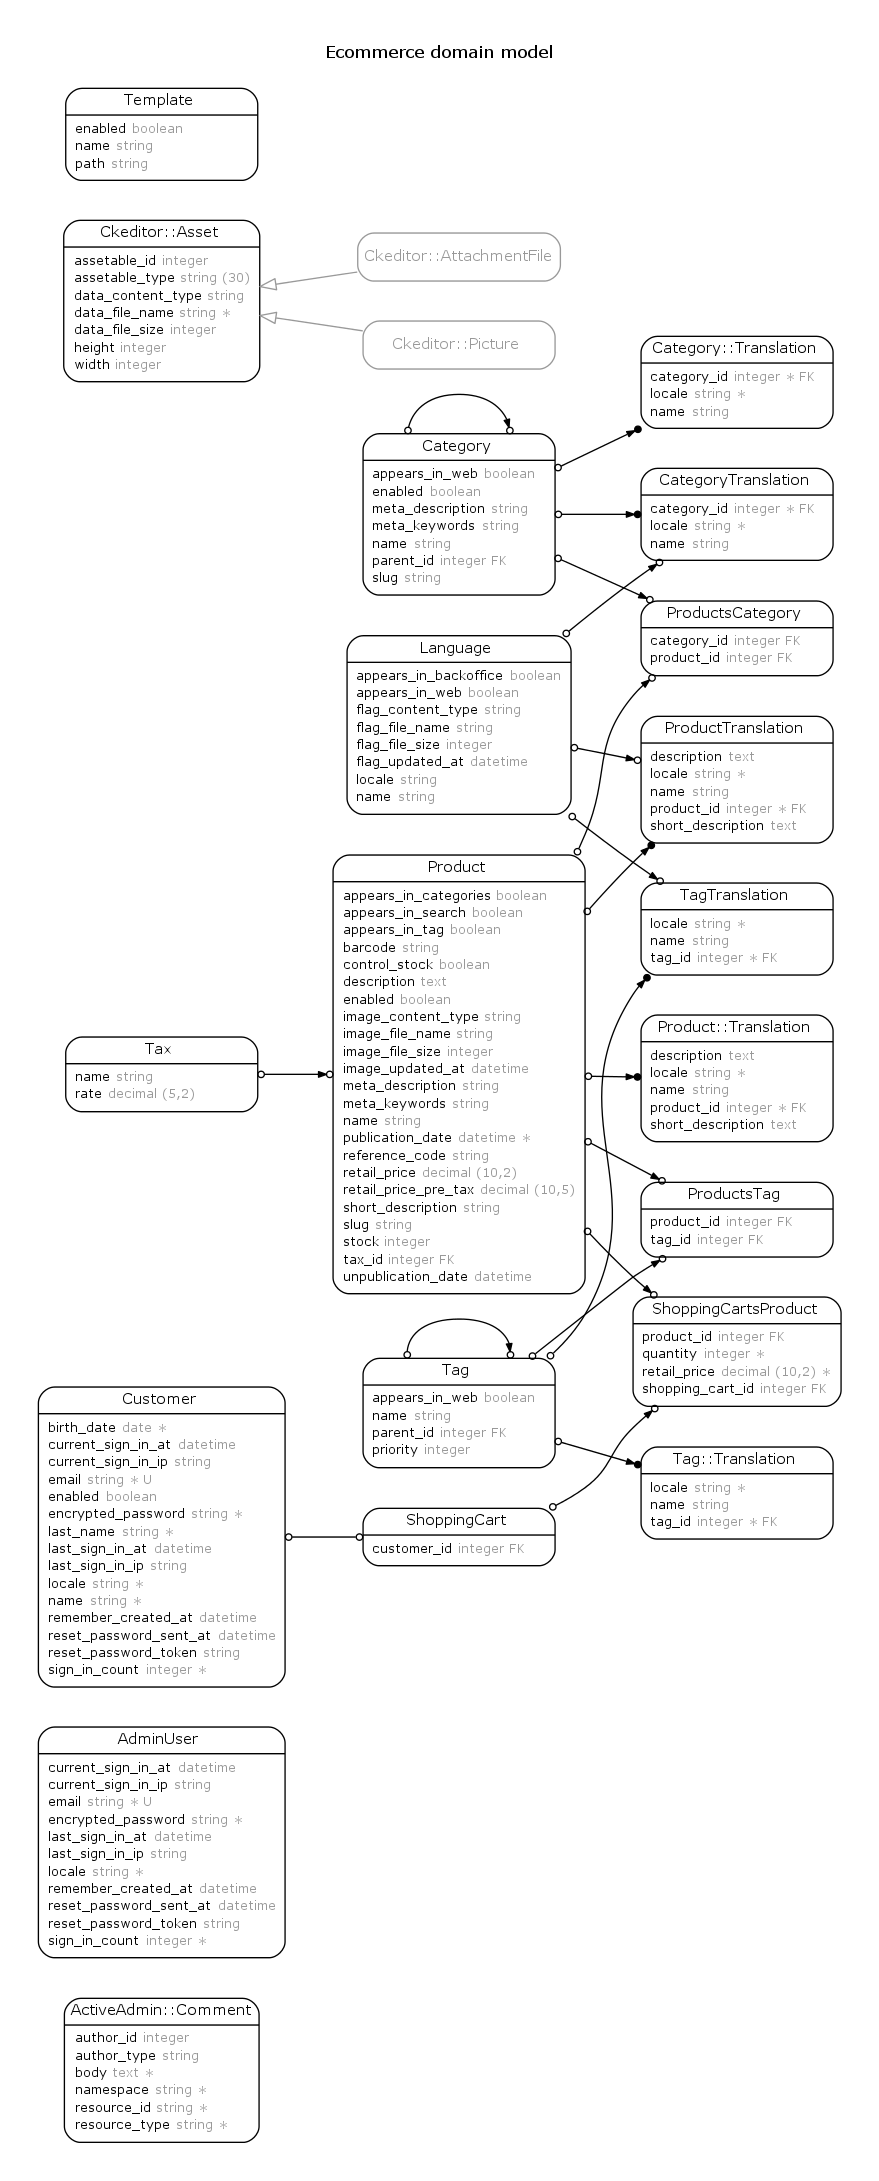 Ecommerce domain model
Template
enabled boolean
name string
path string
Ckeditor::Asset
assetable_id integer
assetable_type string (30)
data_content_type string
data_file_name string ∗
data_file_size integer
height integer
width integer
Ckeditor::AttachmentFile
Ckeditor::Picture
Category::Translation
category_id integer ∗ FK
locale string ∗
name string
Category
appears_in_web boolean
enabled boolean
meta_description string
meta_keywords string
name string
parent_id integer FK
slug string
CategoryTranslation
category_id integer ∗ FK
locale string ∗
name string
ProductsCategory
category_id integer FK
product_id integer FK
Language
appears_in_backoffice boolean
appears_in_web boolean
flag_content_type string
flag_file_name string
flag_file_size integer
flag_updated_at datetime
locale string
name string
ProductTranslation
description text
locale string ∗
name string
product_id integer ∗ FK
short_description text
Product
appears_in_categories boolean
appears_in_search boolean
appears_in_tag boolean
barcode string
control_stock boolean
description text
enabled boolean
image_content_type string
image_file_name string
image_file_size integer
image_updated_at datetime
meta_description string
meta_keywords string
name string
publication_date datetime ∗
reference_code string
retail_price decimal (10,2)
retail_price_pre_tax decimal (10,5)
short_description string
slug string
stock integer
tax_id integer FK
unpublication_date datetime
TagTranslation
locale string ∗
name string
tag_id integer ∗ FK
Tax
name string
rate decimal (5,2)
Product::Translation
description text
locale string ∗
name string
product_id integer ∗ FK
short_description text
ProductsTag
product_id integer FK
tag_id integer FK
ShoppingCartsProduct
product_id integer FK
quantity integer ∗
retail_price decimal (10,2) ∗
shopping_cart_id integer FK
Tag
appears_in_web boolean
name string
parent_id integer FK
priority integer
Tag::Translation
locale string ∗
name string
tag_id integer ∗ FK
ShoppingCart
customer_id integer FK
Customer
birth_date date ∗
current_sign_in_at datetime
current_sign_in_ip string
email string ∗ U
enabled boolean
encrypted_password string ∗
last_name string ∗
last_sign_in_at datetime
last_sign_in_ip string
locale string ∗
name string ∗
remember_created_at datetime
reset_password_sent_at datetime
reset_password_token string
sign_in_count integer ∗
AdminUser
current_sign_in_at datetime
current_sign_in_ip string
email string ∗ U
encrypted_password string ∗
last_sign_in_at datetime
last_sign_in_ip string
locale string ∗
remember_created_at datetime
reset_password_sent_at datetime
reset_password_token string
sign_in_count integer ∗
ActiveAdmin::Comment
author_id integer
author_type string
body text ∗
namespace string ∗
resource_id string ∗
resource_type string ∗